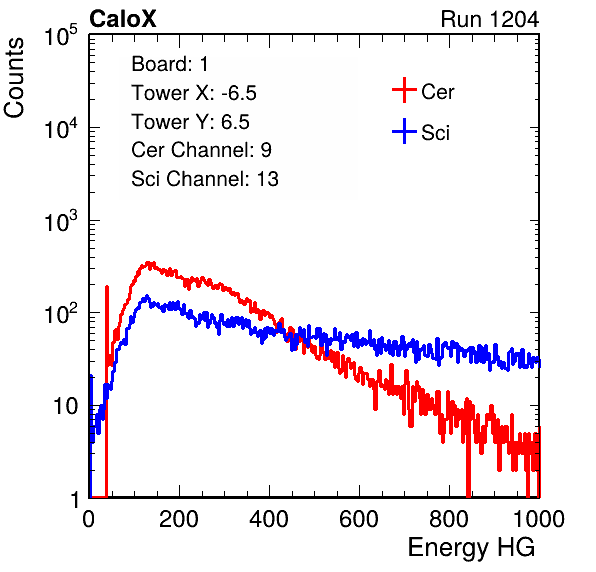 CaloX Run 1204
Counts
10^5
10^4
10^3
10^2
10
1
Board: 1
Tower X: -6.5
Tower Y: 6.5
Cer Channel: 9
Sci Channel: 13
Cer
Sci
0 200 400 600 800 1000
Energy HG